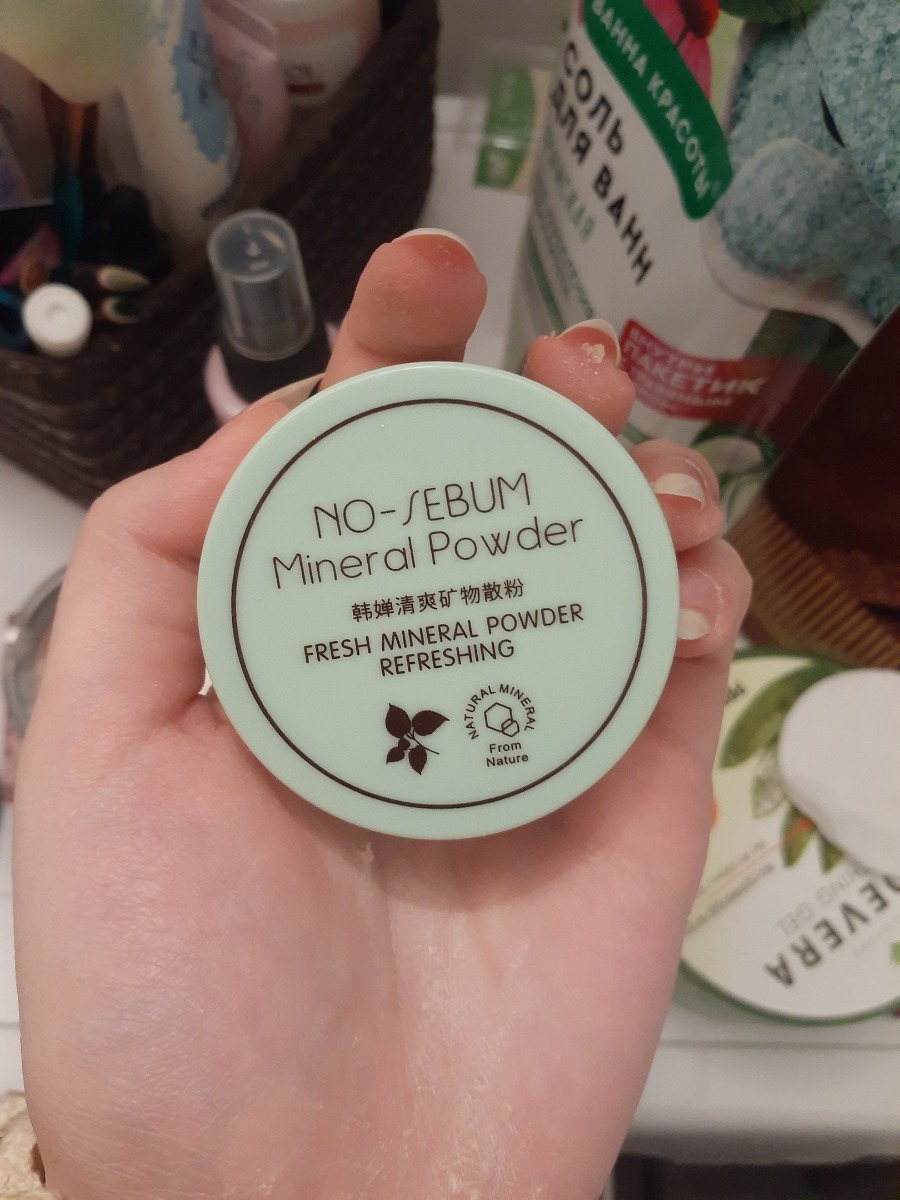 NO-SEBUM
Mineral Powder
韩婵清爽矿物散粉
FRESH MINERAL POWDER
REFRESHING
NATURAL MINERAL
From
Nature
ВАННА КРАСОТЫ
СОЛЬ
ДЛЯ ВАНН
ВНУТРИ
ПАКЕТИК